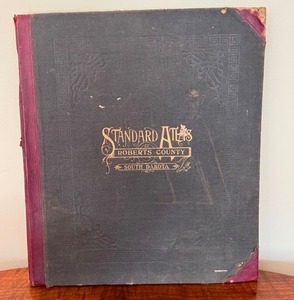 STANDARD ATLAS
ROBERTS COUNTY
SOUTH DAKOTA